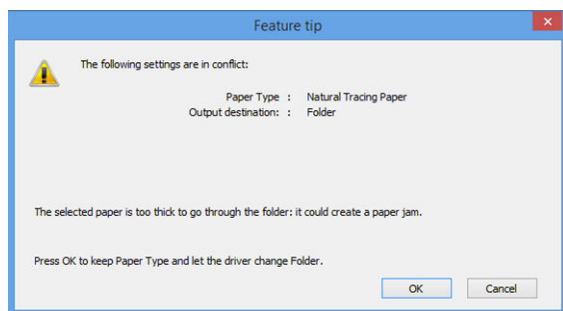 Feature tip
The following settings are in conflict:
Paper Type : Natural Tracing Paper
Output destination: : Folder
The selected paper is too thick to go through the folder: it could create a paper jam.
Press OK to keep Paper Type and let the driver change Folder.
OK Cancel